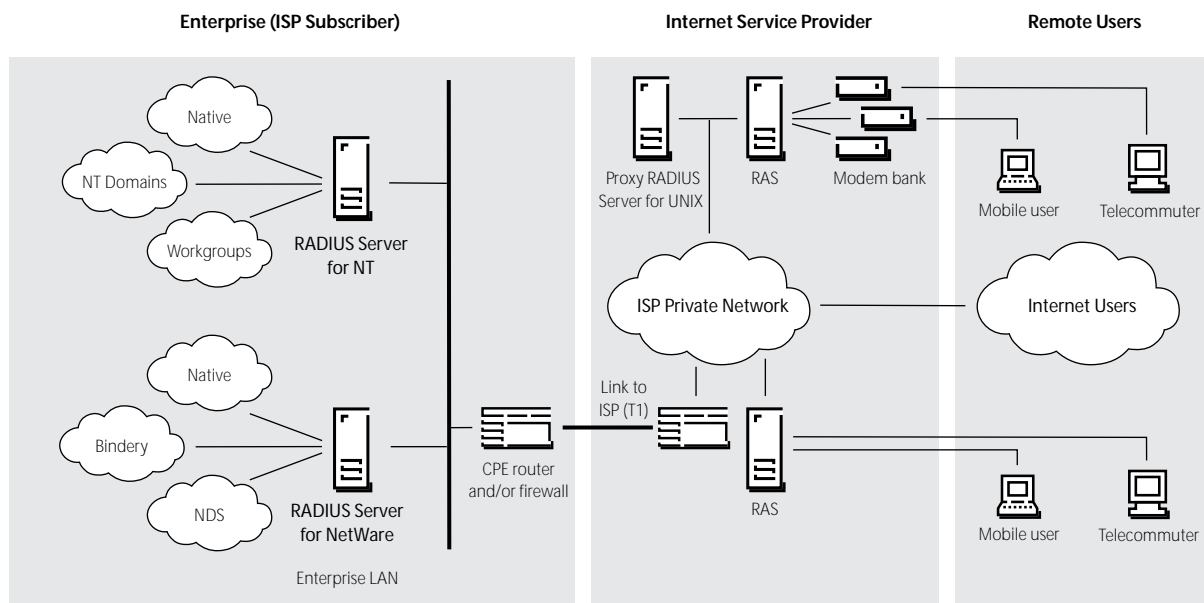 Enterprise (ISP Subscriber)
Internet Service Provider
Remote Users
Native
NT Domains
Workgroups
RADIUS Server
for NT
Proxy RADIUS
Server for UNIX
RAS
Modem bank
Mobile user
Telecommuter
ISP Private Network
Internet Users
Native
Bindery
NDS
RADIUS Server
for NetWare
Enterprise LAN
CPE router
and/or firewall
Link to
ISP (T1)
RAS
Mobile user
Telecommuter